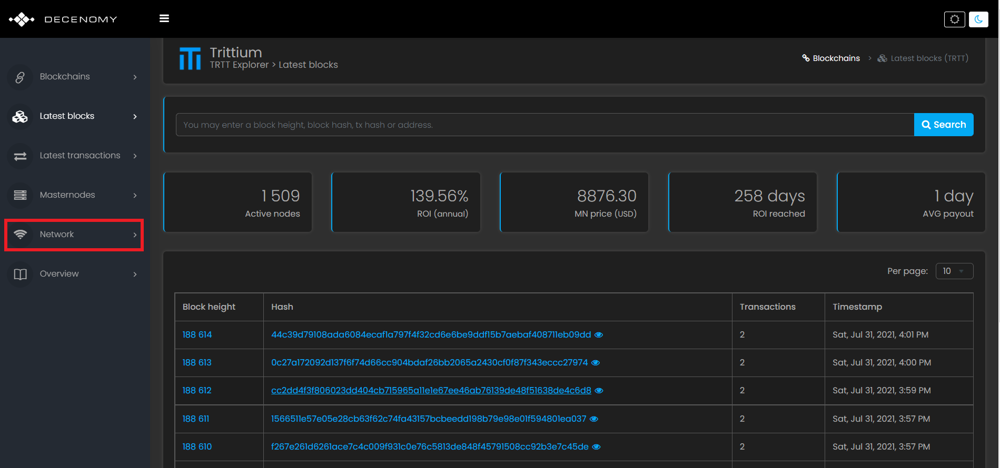 DECENOMY
Blockchains
Latest blocks
Latest transactions
Masternodes
Network
Overview
Trittium
TRTT Explorer > Latest blocks
Blockchains > Latest blocks (TRTT)
You may enter a block height, block hash, tx hash or address.
Search
1 509
Active nodes
139.56%
ROI (annual)
8876.30
MN price (USD)
258 days
ROI reached
1 day
AVG payout
Per page: 10
Block height Hash Transactions Timestamp
188 614 44c39d79108ada6084ecaf1a797f4f32cd6e6be9ddf15b7aebaf408711eb09dd 2 Sat, Jul 31, 2021, 4:01 PM
188 613 0c27a172092d137f6f74d66cc904bdaf26bb2065a2430cf0f87f343eccc27974 2 Sat, Jul 31, 2021, 4:00 PM
188 612 cc2dd4f3f806023dd404cb715965a11e1e67ee46ab76139de48f51638de4c6d8 2 Sat, Jul 31, 2021, 3:59 PM
188 611 1566511e57e05e28cb63f62c74fa43157bcbeedd198b79e98e01f594801ea037 2 Sat, Jul 31, 2021, 3:57 PM
188 610 f267e261d6261ace7c4c009f931c0e76c5813de848f45791508cc92b3e7c45de 2 Sat, Jul 31, 2021, 3:57 PM